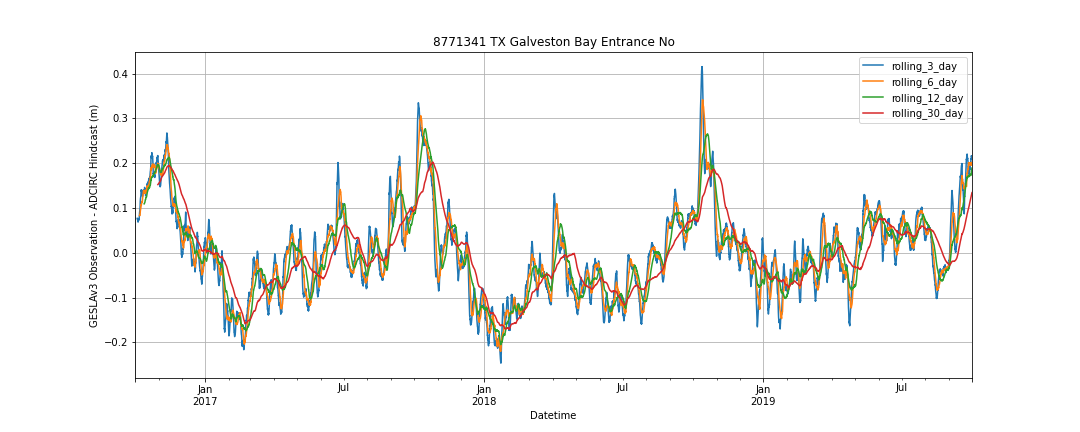 8771341 TX Galveston Bay Entrance No
GESLAv3 Observation - ADCIRC Hindcast (m)
0.4
0.3
0.2
0.1
0.0
−0.1
−0.2
rolling_3_day
rolling_6_day
rolling_12_day
rolling_30_day
Jan
2017
Jul
Jan
2018
Jul
Jan
2019
Jul
Datetime